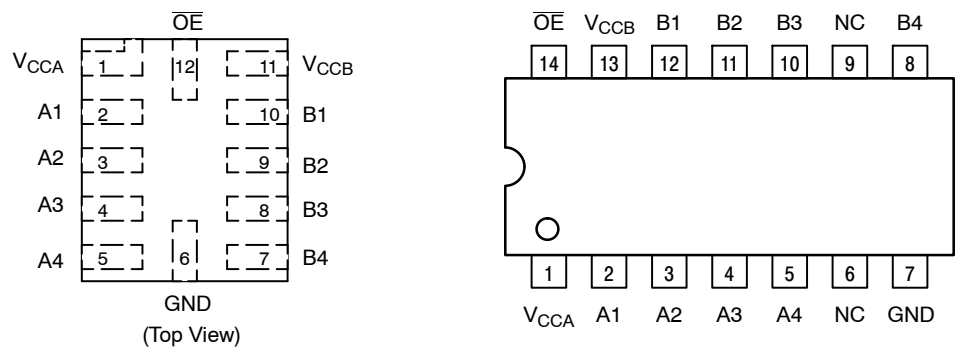 OE
VCCA 1 12 11 VCCB
A1 2 10 B1
A2 3 9 B2
A3 4 8 B3
A4 5 6 7 B4
GND
(Top View)
OE VCCB B1 B2 B3 NC B4
14 13 12 11 10 9 8
1 2 3 4 5 6 7
VCCA A1 A2 A3 A4 NC GND